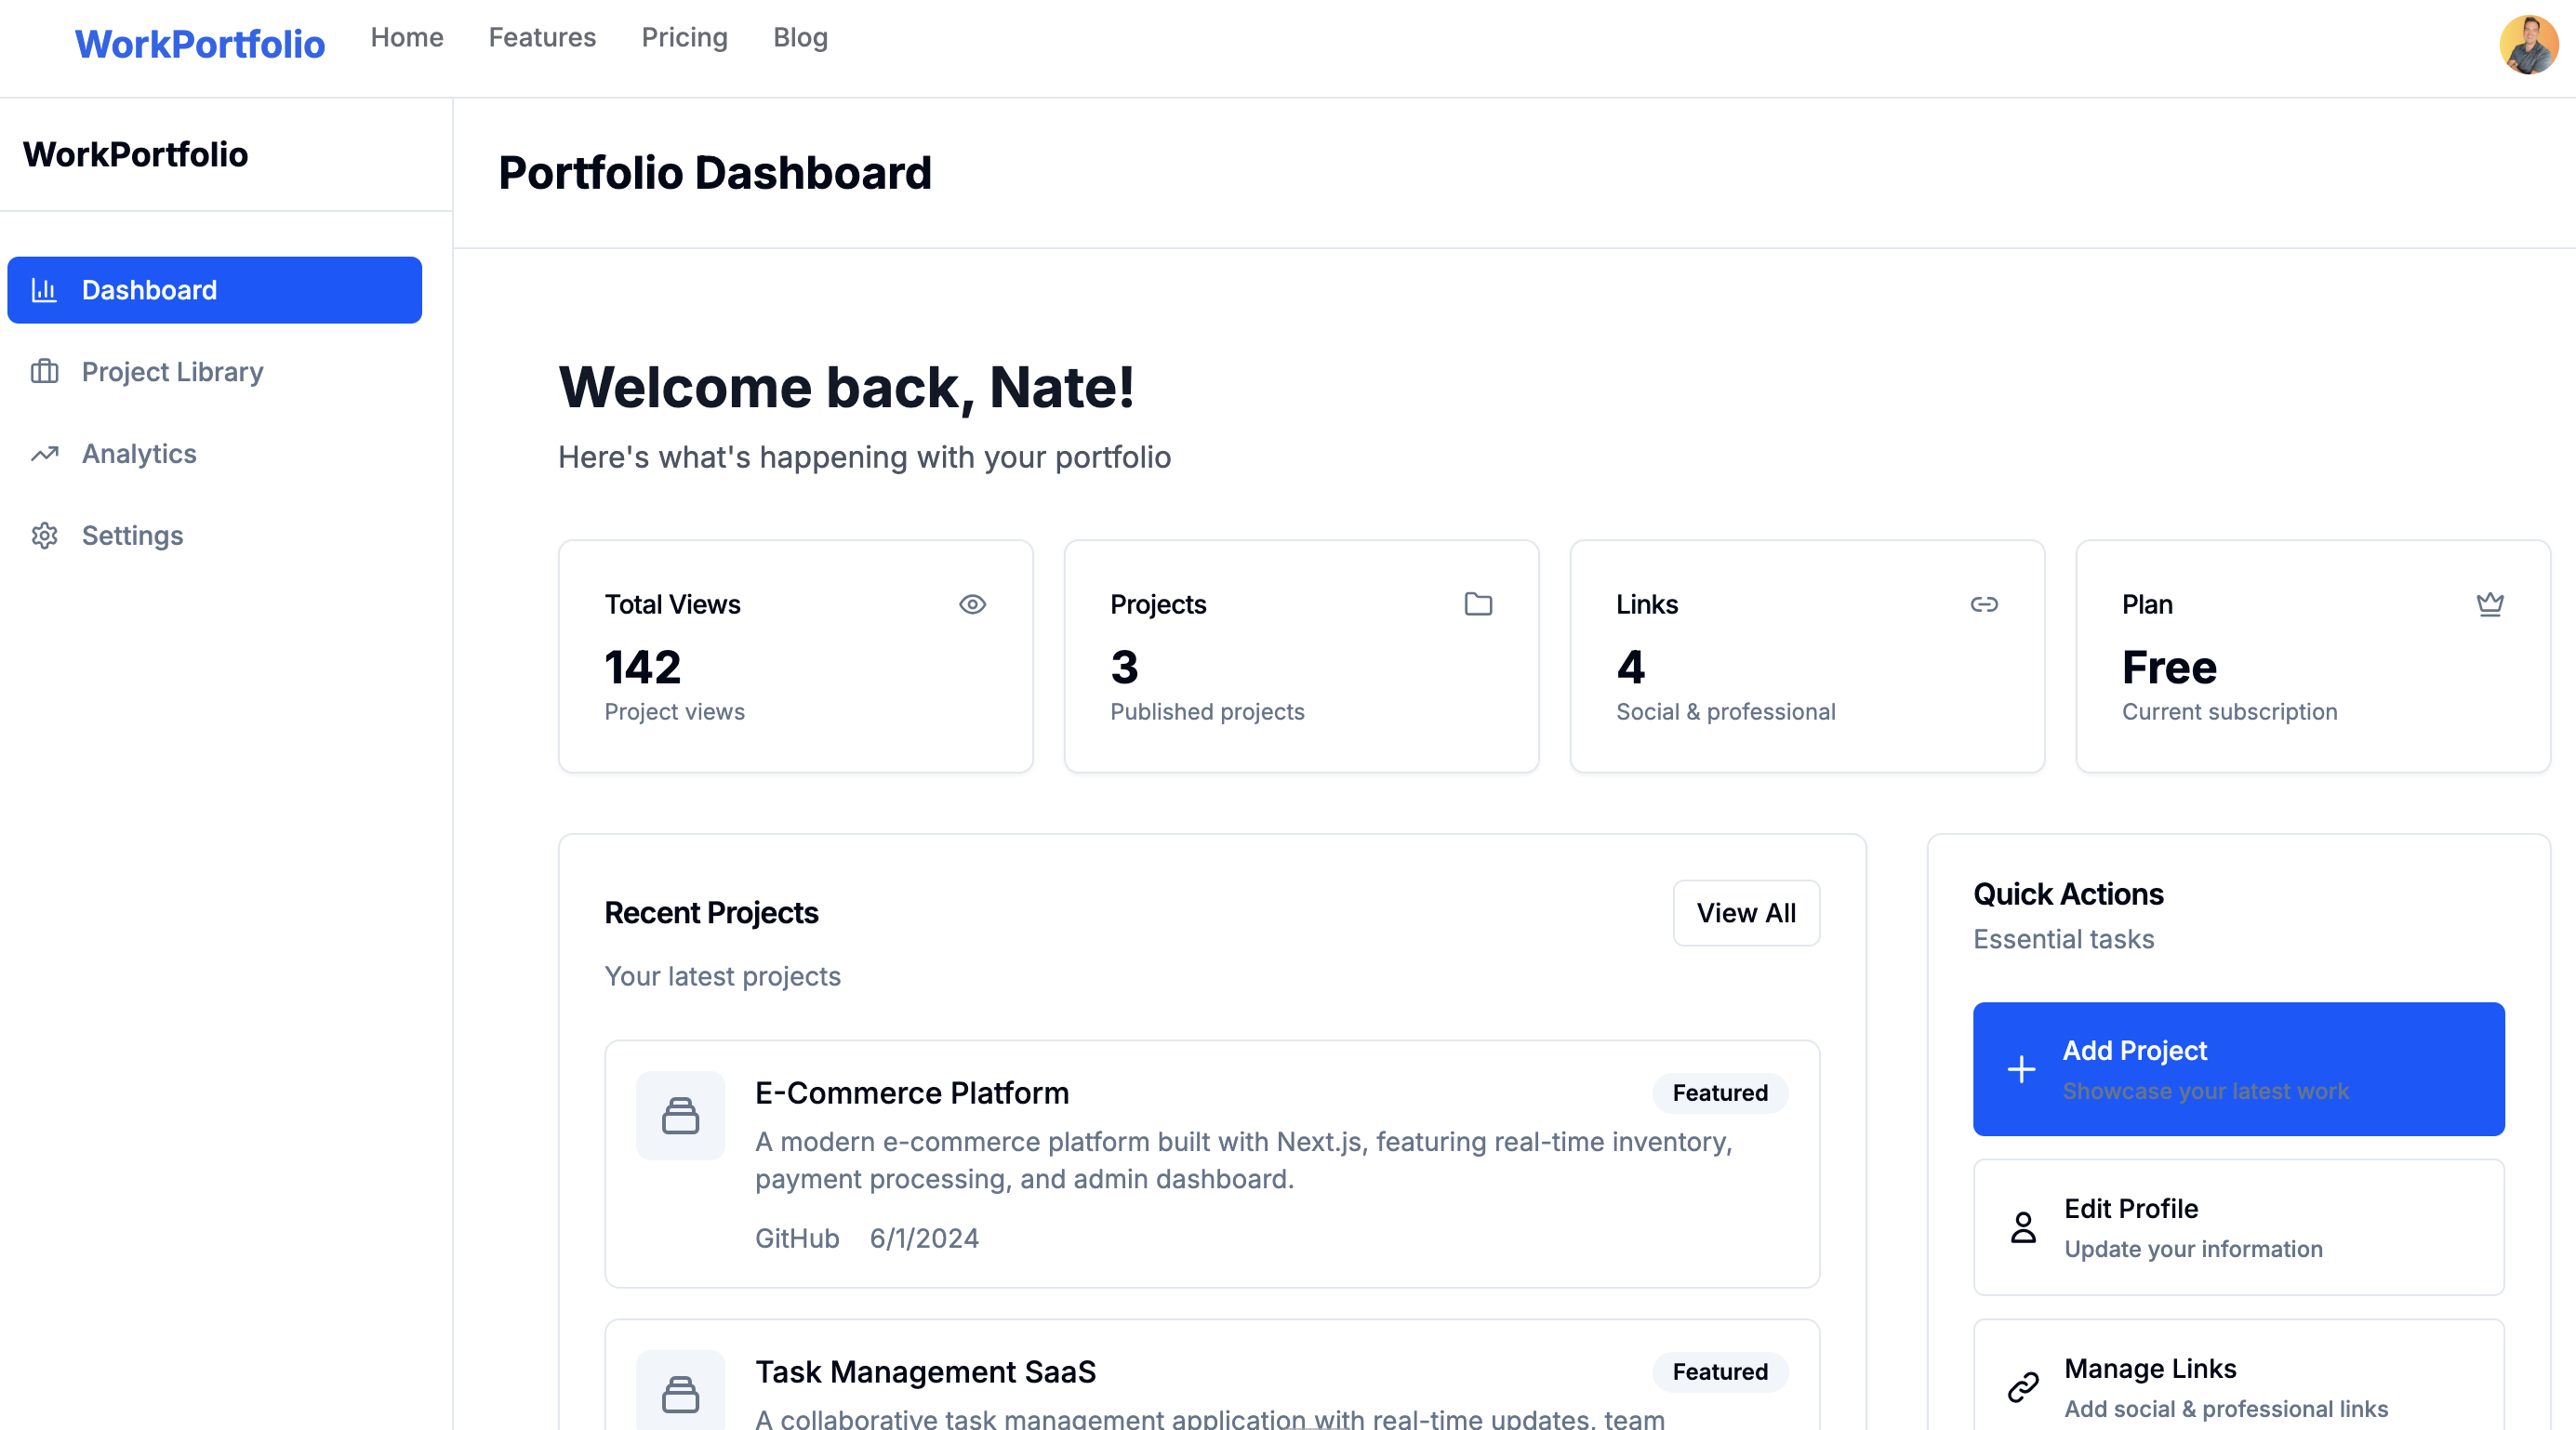 WorkPortfolio
Home
Features
Pricing
Blog
WorkPortfolio
Dashboard
Project Library
Analytics
Settings
Portfolio Dashboard
Welcome back, Nate!
Here's what's happening with your portfolio
Total Views
142
Project views
Projects
3
Published projects
Links
4
Social & professional
Plan
Free
Current subscription
Recent Projects
View All
Your latest projects
E-Commerce Platform
Featured
A modern e-commerce platform built with Next.js, featuring real-time inventory,
payment processing, and admin dashboard.
GitHub 6/1/2024
Task Management SaaS
Featured
A collaborative task management application with real-time updates, team
Quick Actions
Essential tasks
Add Project
Showcase your latest work
Edit Profile
Update your information
Manage Links
Add social & professional links